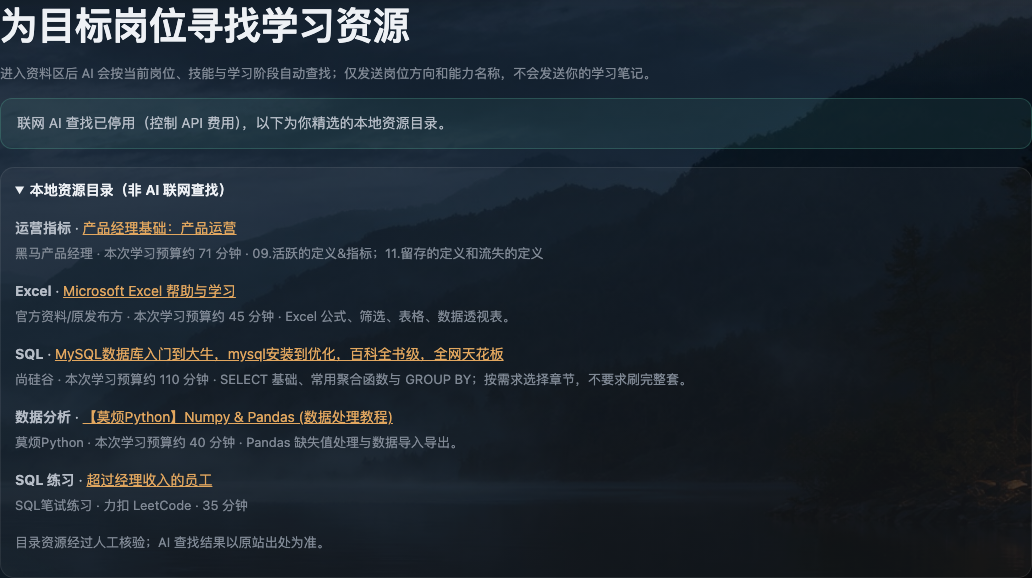 为目标岗位寻找学习资源
进入资料区后 AI 会按当前岗位、技能与学习阶段自动查找；仅发送岗位方向和能力名称，不会发送你的学习笔记。
联网 AI 查找已停用（控制 API 费用），以下为你精选的本地资源目录。
▼ 本地资源目录（非 AI 联网查找）
运营指标 · 产品经理基础：产品运营
黑马产品经理 · 本次学习预算约 71 分钟 · 09.活跃的定义&指标；11.留存的定义和流失的定义
Excel · Microsoft Excel 帮助与学习
官方资料/原发布方 · 本次学习预算约 45 分钟 · Excel 公式、筛选、表格、数据透视表。
SQL · MySQL数据库入门到大牛，mysql安装到优化，百科全书级，全网天花板
尚硅谷 · 本次学习预算约 110 分钟 · SELECT 基础、常用聚合函数与 GROUP BY；按需求选择章节，不要求刷完整套。
数据分析 · 【莫烦Python】Numpy & Pandas (数据处理教程)
莫烦Python · 本次学习预算约 40 分钟 · Pandas 缺失值处理与数据导入导出。
SQL 练习 · 超过经理收入的员工
SQL笔试练习 · 力扣 LeetCode · 35 分钟
目录资源经过人工核验；AI 查找结果以原站出处为准。